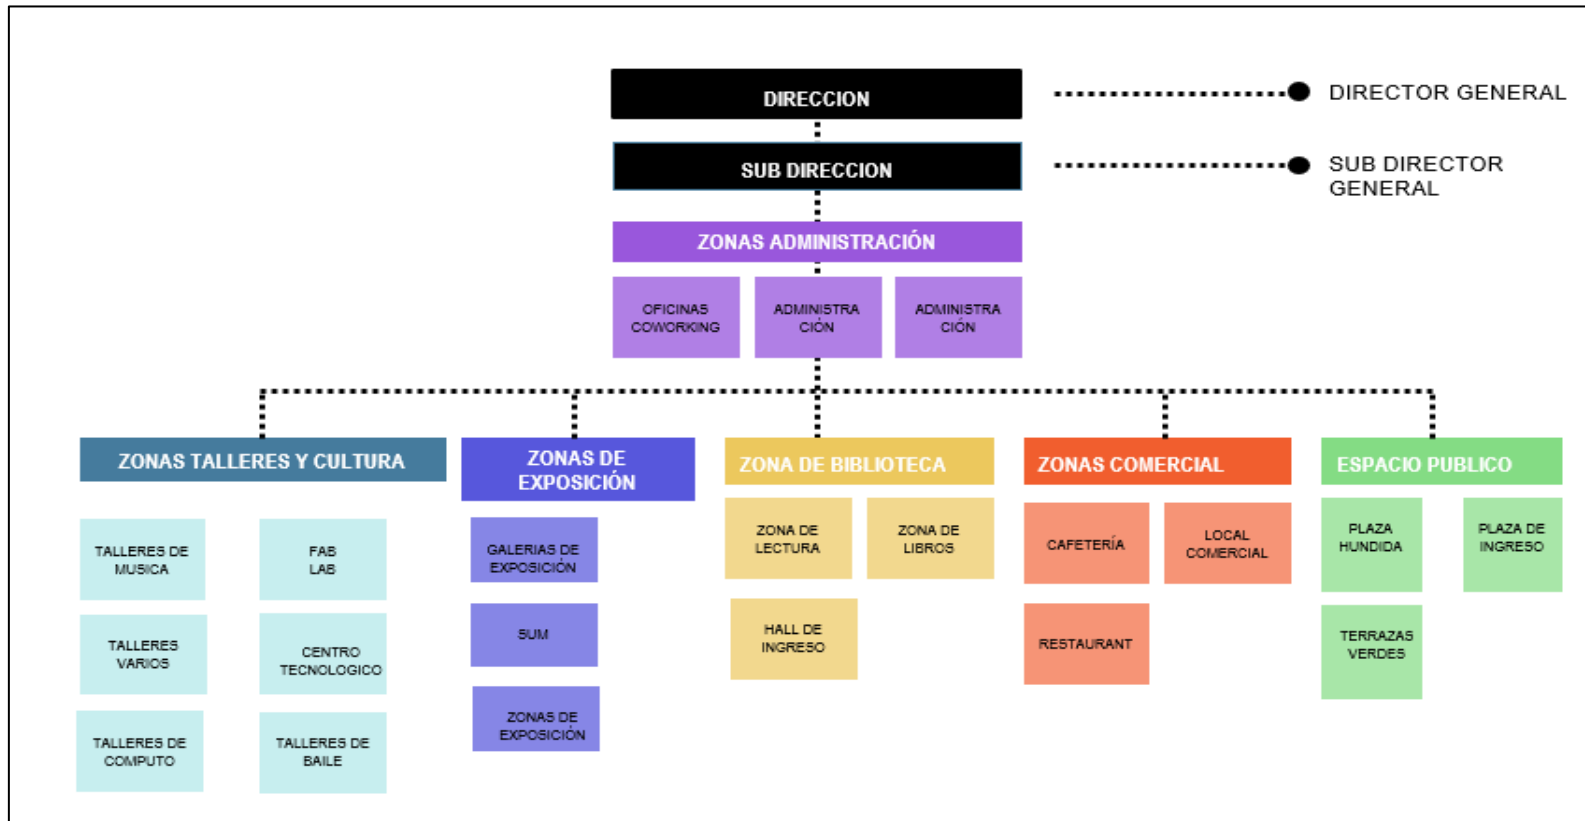 DIRECCION
DIRECTOR GENERAL
SUB DIRECCION
SUB DIRECTOR
GENERAL
ZONAS ADMINISTRACIÓN
OFICINAS
COWORKING
ADMINISTRA
CIÓN
ADMINISTRA
CIÓN
ZONAS TALLERES Y CULTURA
TALLERES DE
MUSICA
FAB
LAB
TALLERES
VARIOS
CENTRO
TECNOLOGICO
TALLERES DE
COMPUTO
TALLERES DE
BAILE
ZONAS DE
EXPOSICIÓN
GALERIAS DE
EXPOSICIÓN
SUM
ZONAS DE
EXPOSICIÓN
ZONA DE BIBLIOTECA
ZONA DE
LECTURA
ZONA DE
LIBROS
HALL DE
INGRESO
ZONAS COMERCIAL
CAFETERÍA
LOCAL
COMERCIAL
RESTAURANT
ESPACIO PUBLICO
PLAZA
HUNDIDA
PLAZA DE
INGRESO
TERRAZAS
VERDES